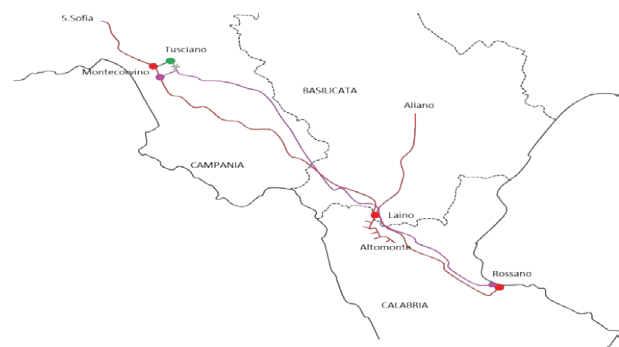 S.Sofia
Tusciano
Montecorvino
BASILICATA
Aliano
CAMPANIA
Laino
Altomonte
Rossano
CALABRIA